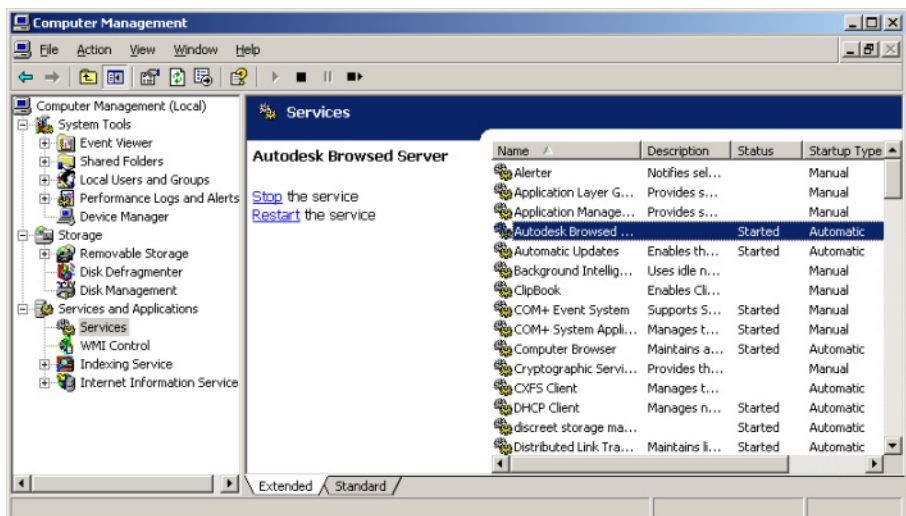 Computer Management
File Action View Window Help
Computer Management (Local)
System Tools
Event Viewer
Shared Folders
Local Users and Groups
Performance Logs and Alerts
Device Manager
Storage
Removable Storage
Disk Defragmenter
Disk Management
Services and Applications
Services
WMI Control
Indexing Service
Internet Information Service
Services
Autodesk Browsed Server
Stop the service
Restart the service
Name Description Status Startup Type
Alerter Notifies sel... Manual
Application Layer G... Provides s... Manual
Application Manage... Provides s... Manual
Autodesk Browsed ... Started Automatic
Automatic Updates Enables th... Started Automatic
Background Intellig... Uses idle n... Manual
ClipBook Enables Cli... Manual
COM+ Event System Supports S... Started Manual
COM+ System Appli... Manages t... Started Manual
Computer Browser Maintains a... Started Automatic
Cryptographic Servi... Provides th... Manual
CXFS Client Manages t... Automatic
DHCP Client Manages n... Started Automatic
discreet storage ma... Started Automatic
Distributed Link Tra... Maintains li... Started Automatic
Extended Standard